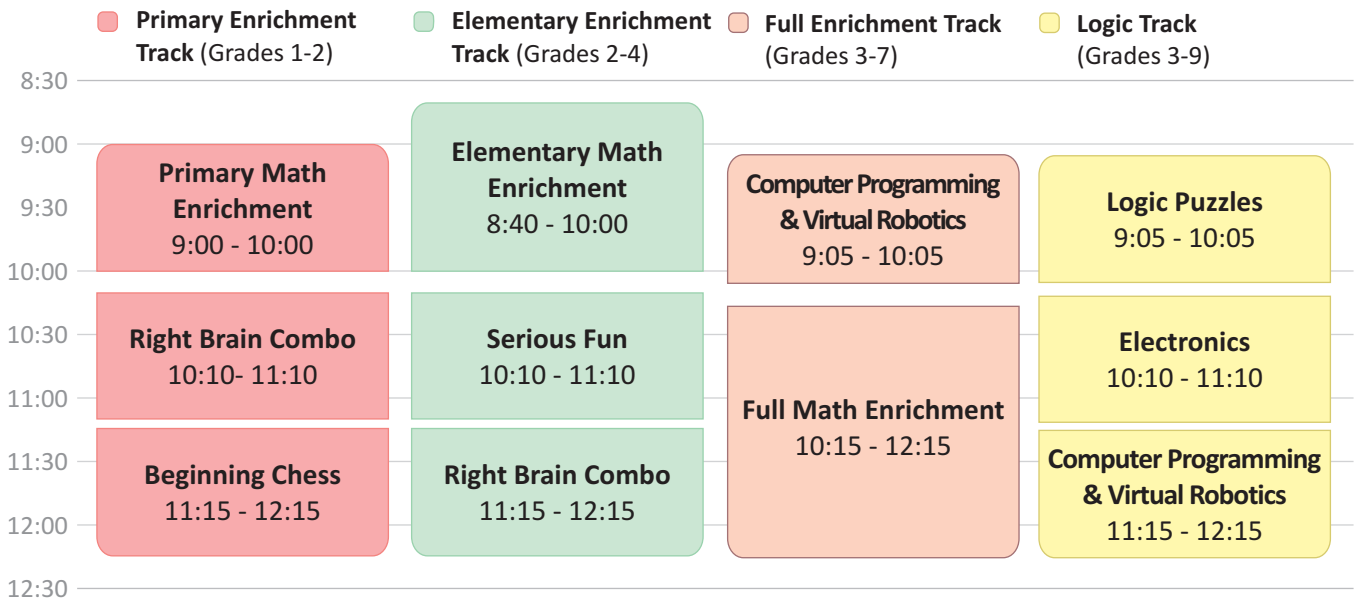 Primary Enrichment
Track (Grades 1-2)
Elementary Enrichment
Track (Grades 2-4)
Full Enrichment Track
(Grades 3-7)
Logic Track
(Grades 3-9)
8:30
9:00
9:30
10:00
10:30
11:00
11:30
12:00
12:30
Primary Math
Enrichment
9:00 - 10:00
Right Brain Combo
10:10- 11:10
Beginning Chess
11:15 - 12:15
Elementary Math
Enrichment
8:40 - 10:00
Serious Fun
10:10 - 11:10
Right Brain Combo
11:15 - 12:15
Computer Programming
& Virtual Robotics
9:05 - 10:05
Full Math Enrichment
10:15 - 12:15
Logic Puzzles
9:05 - 10:05
Electronics
10:10 - 11:10
Computer Programming
& Virtual Robotics
11:15 - 12:15